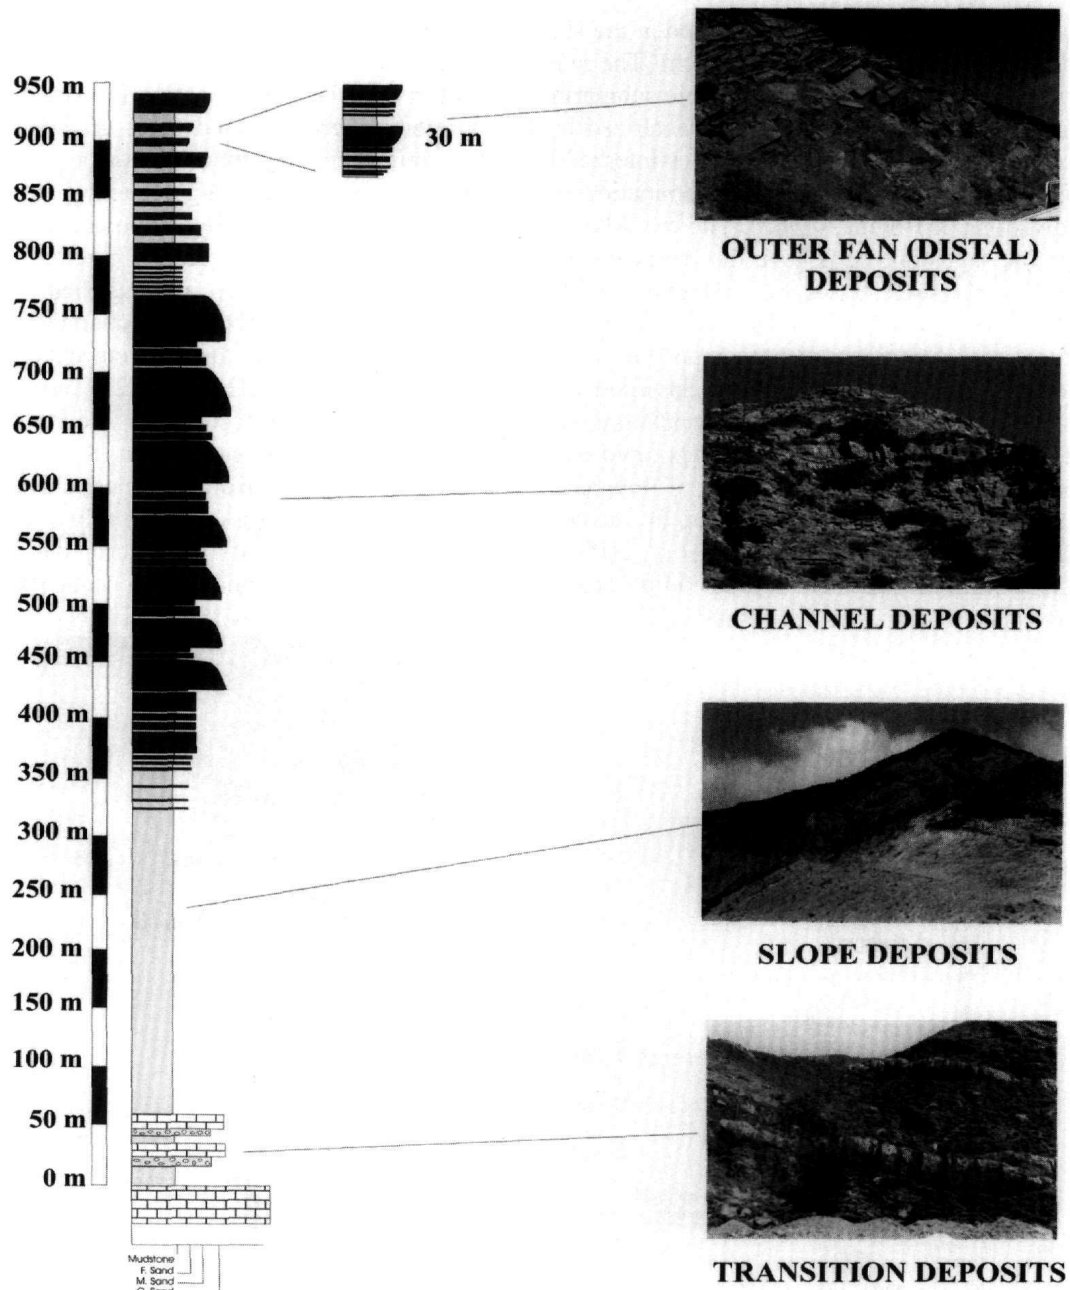 950 m
900 m
850 m
800 m
750 m
700 m
650 m
600 m
550 m
500 m
450 m
400 m
350 m
300 m
250 m
200 m
150 m
100 m
50 m
0 m
30 m
OUTER FAN (DISTAL)
DEPOSITS
CHANNEL DEPOSITS
SLOPE DEPOSITS
TRANSITION DEPOSITS
Mudstone
F. Sand
M. Sand